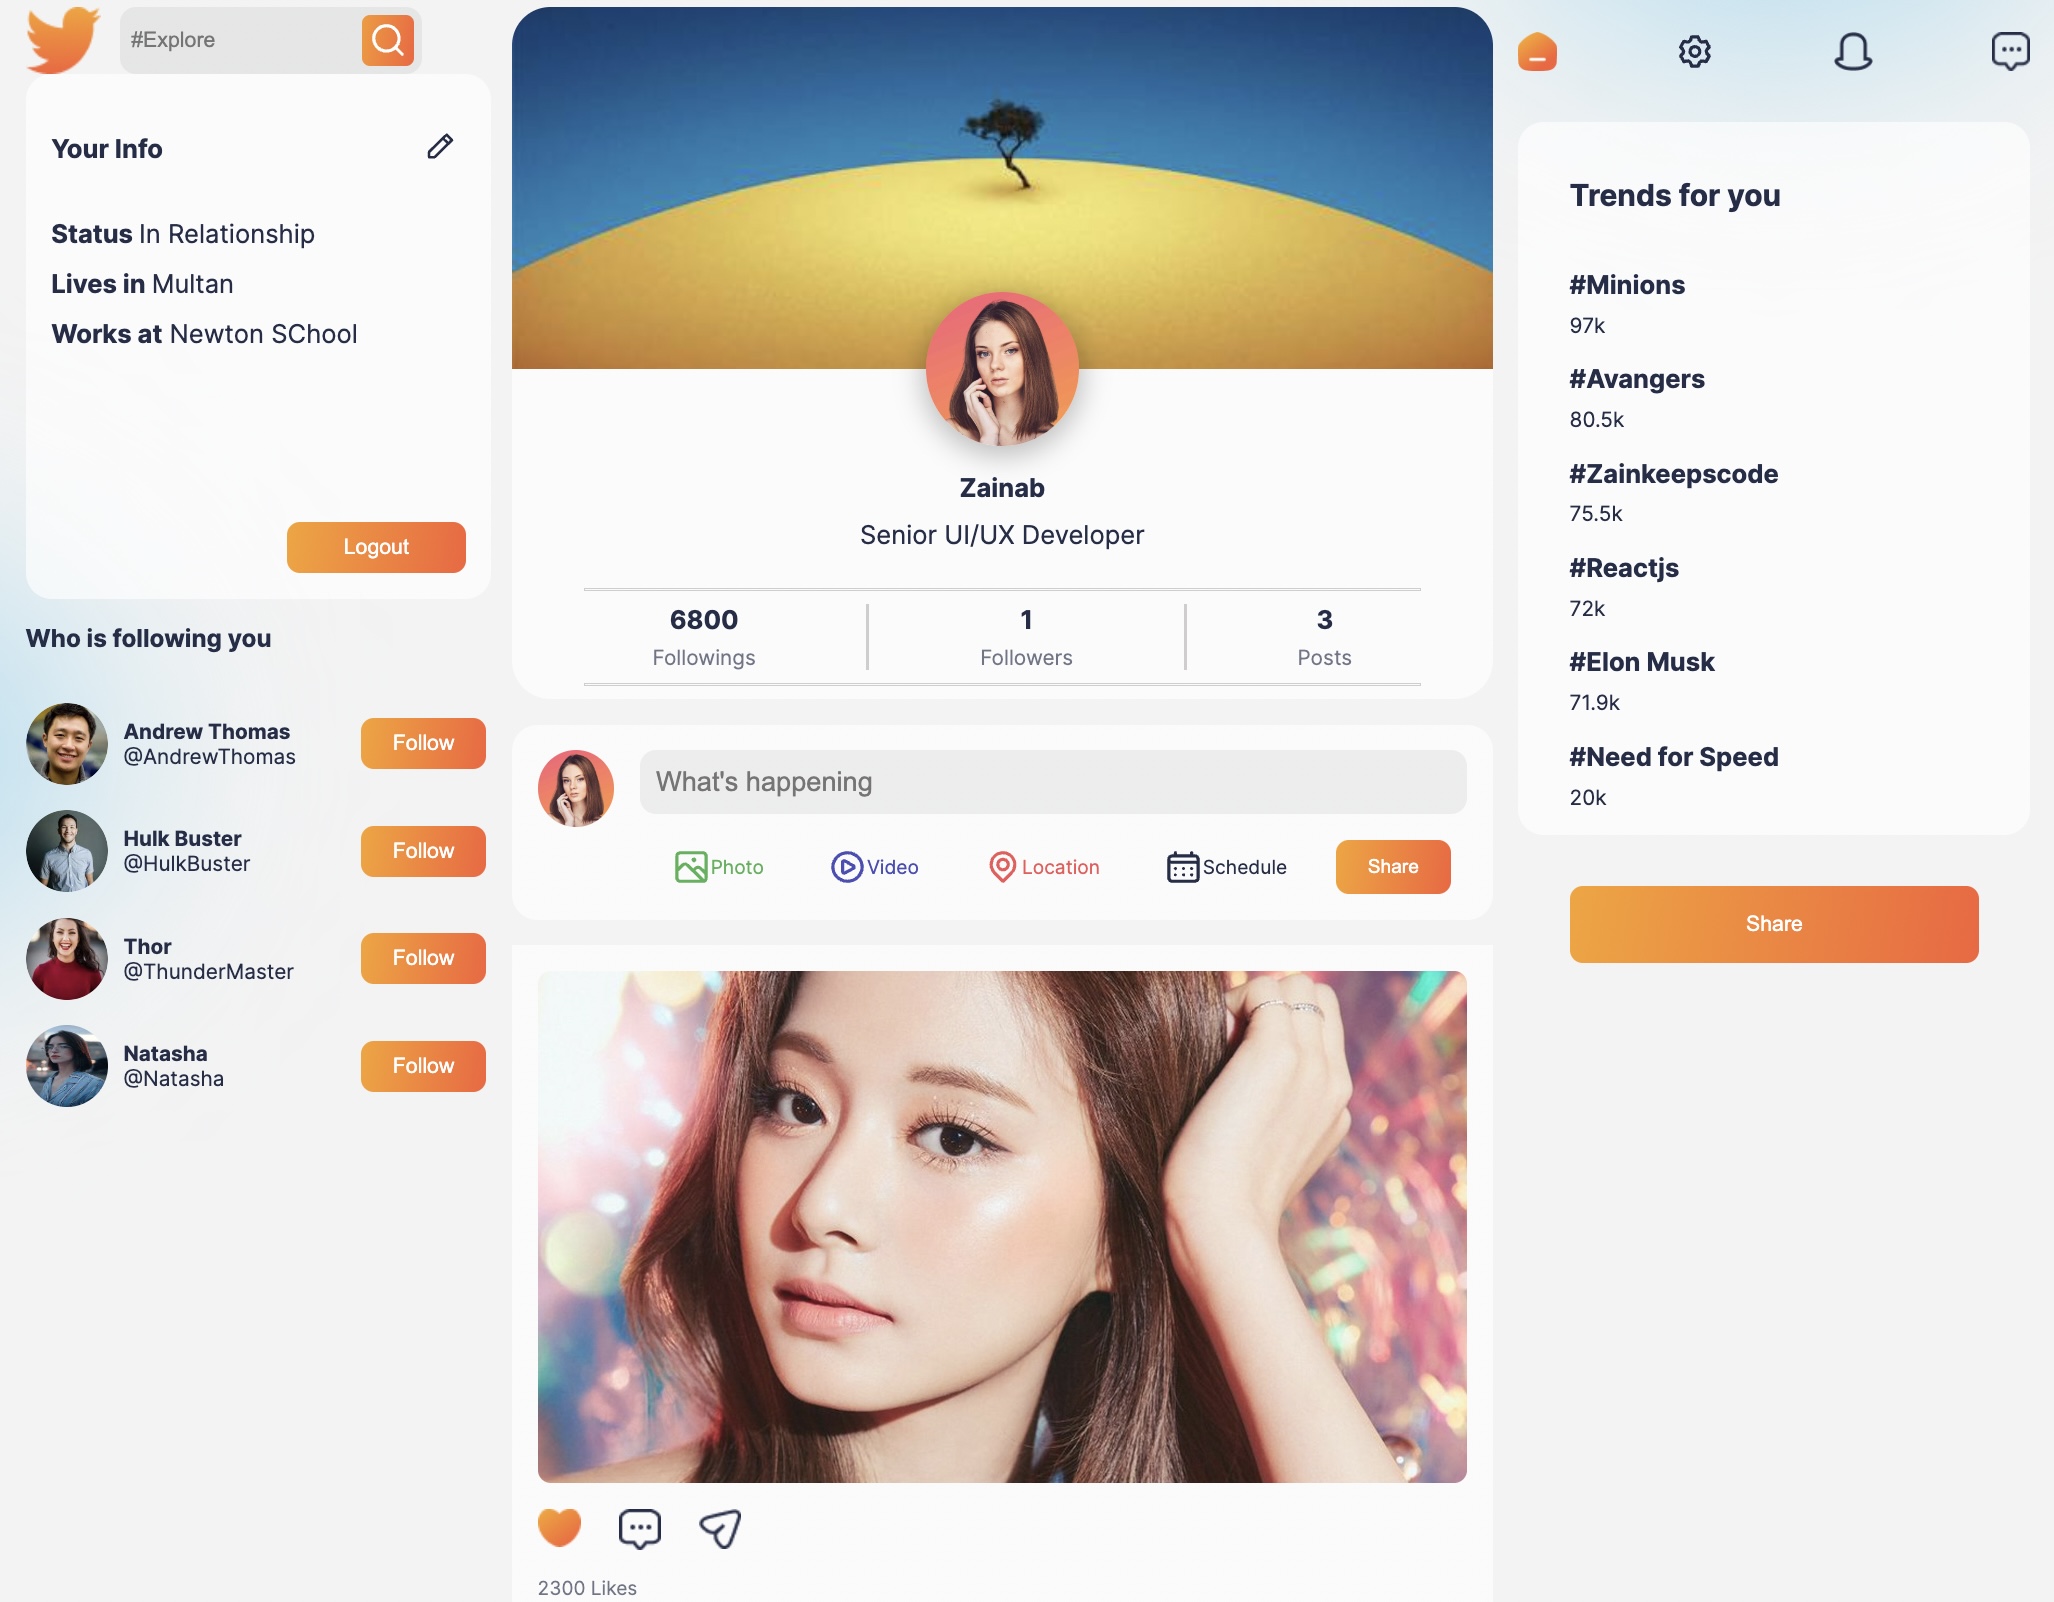 #Explore
Your Info
Status In Relationship
Lives in Multan
Works at Newton SChool
Logout
Who is following you
Andrew Thomas
@AndrewThomas
Follow
Hulk Buster
@HulkBuster
Follow
Thor
@ThunderMaster
Follow
Natasha
@Natasha
Follow
Zainab
Senior UI/UX Developer
6800
Followings
1
Followers
3
Posts
What's happening
Photo
Video
Location
Schedule
Share
2300 Likes
Trends for you
#Minions
97k
#Avangers
80.5k
#Zainkeepscode
75.5k
#Reactjs
72k
#Elon Musk
71.9k
#Need for Speed
20k
Share